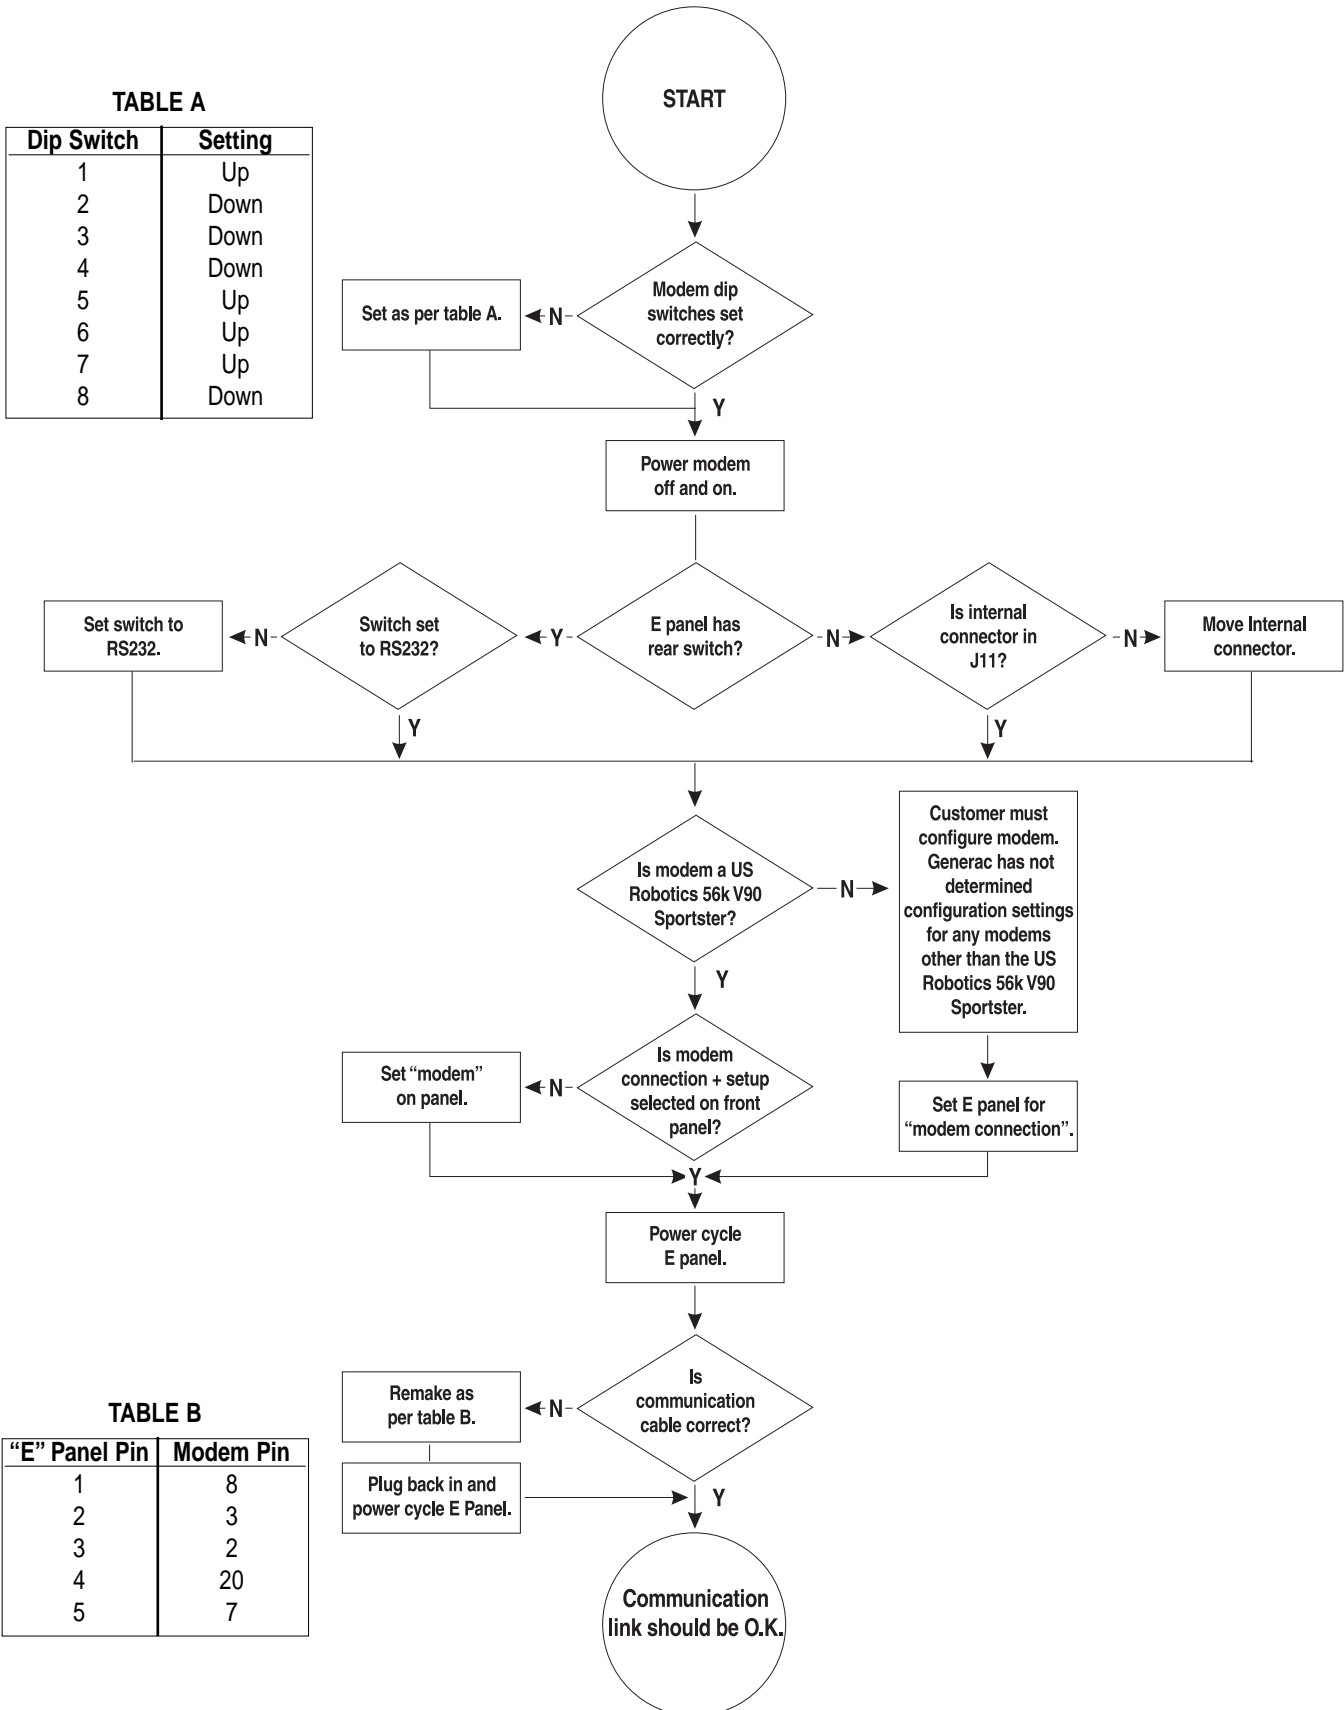 START
TABLE A
Dip Switch Setting
1 Up
2 Down
3 Down
4 Down
5 Up
6 Up
7 Up
8 Down
Modem dip
switches set
correctly?
N
Set as per table A.
Y
Power modem
off and on.
E panel has
rear switch?
Y
Switch set
to RS232?
N
Set switch to
RS232.
Y
N
Is internal
connector in
J11?
N
Move Internal
connector.
Y
Is modem a US
Robotics 56k V90
Sportster?
N
Customer must
configure modem.
Generac has not
determined
configuration settings
for any modems
other than the US
Robotics 56k V90
Sportster.
Set E panel for
“modem connection”.
Y
Is modem
connection + setup
selected on front
panel?
N
Set “modem”
on panel.
Y
Power cycle
E panel.
Is
communication
cable correct?
N
Remake as
per table B.
Plug back in and
power cycle E Panel.
Y
Communication
link should be O.K.
TABLE B
“E” Panel Pin Modem Pin
1 8
2 3
3 2
4 20
5 7